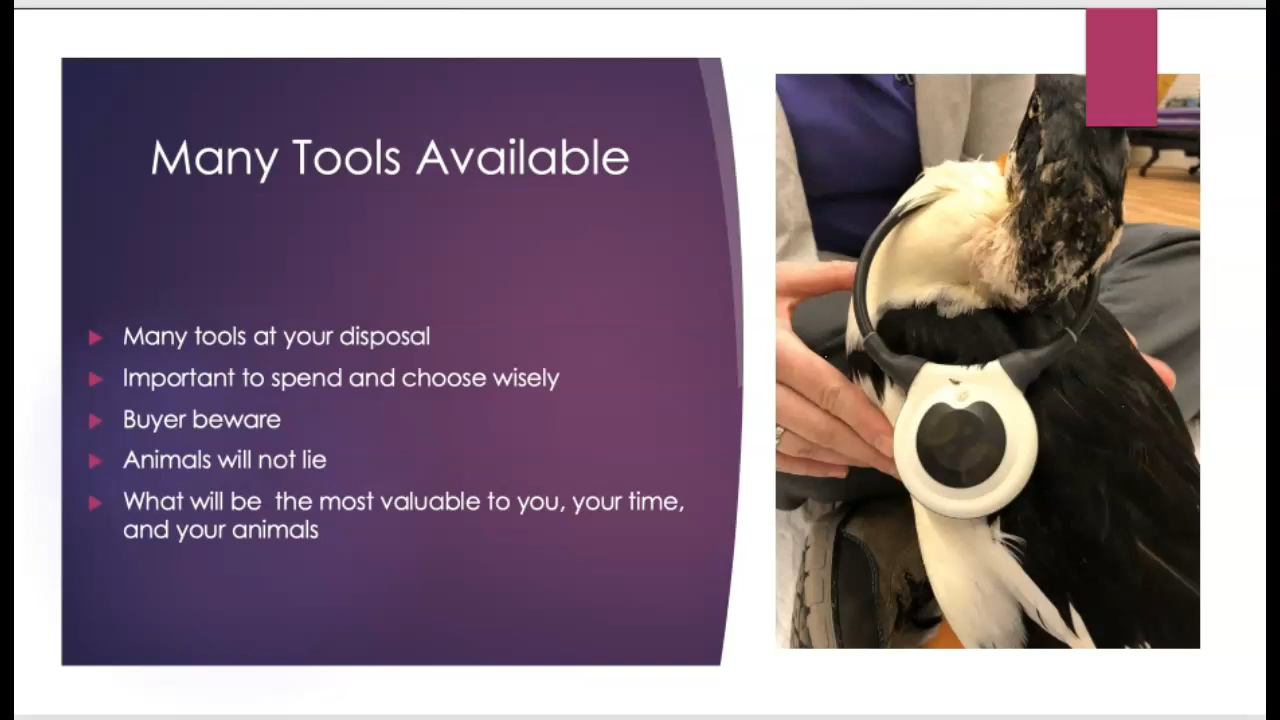 Many Tools Available
Many tools at your disposal
Important to spend and choose wisely
Buyer beware
Animals will not lie
What will be  the most valuable to you, your time,
and your animals